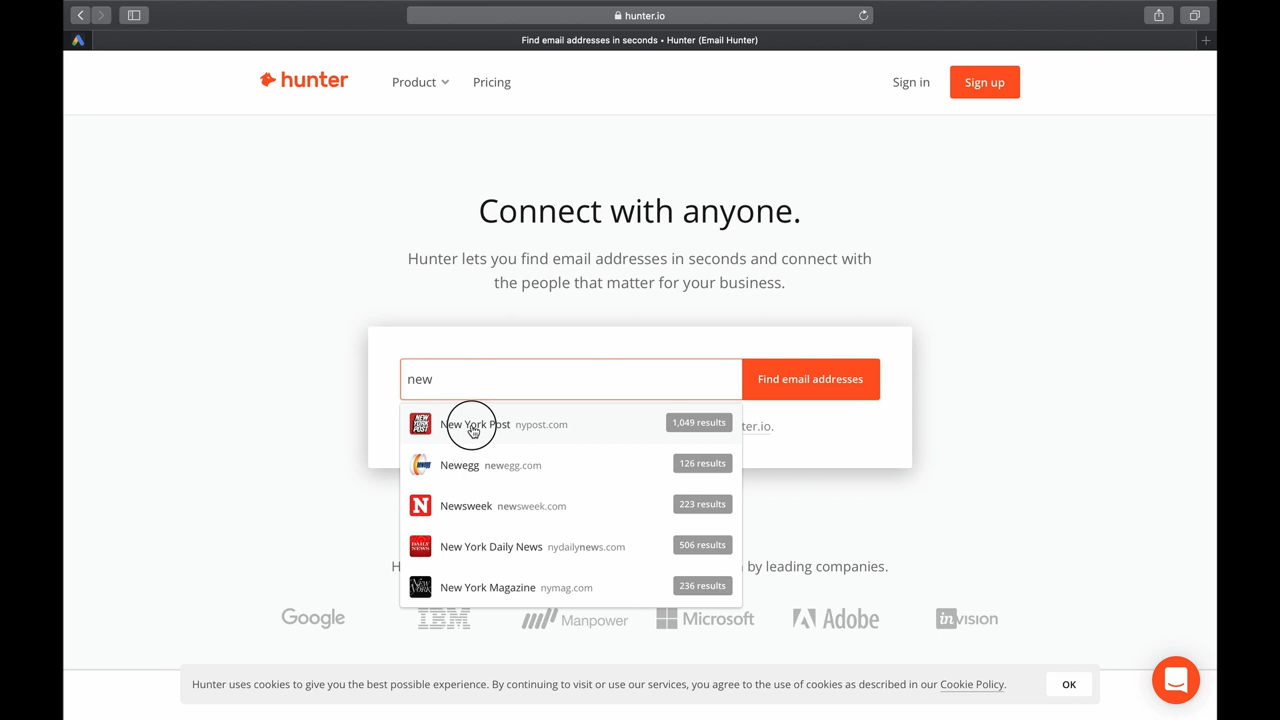 hunter.io
Find email addresses in seconds • Hunter (Email Hunter)
hunter
Product
Pricing
Sign in
Sign up
Connect with anyone.
Hunter lets you find email addresses in seconds and connect with
the people that matter for your business.
new
Find email addresses
New York Post nypost.com 1,049 results
ter.io.
Newegg newegg.com 126 results
Newsweek newsweek.com 223 results
New York Daily News nydailynews.com 506 results
H by leading companies.
New York Magazine nymag.com 236 results
Google
IBM
Manpower
Microsoft
Adobe
invision
Hunter uses cookies to give you the best possible experience. By continuing to visit or use our services, you agree to the use of cookies as described in our Cookie Policy.
OK